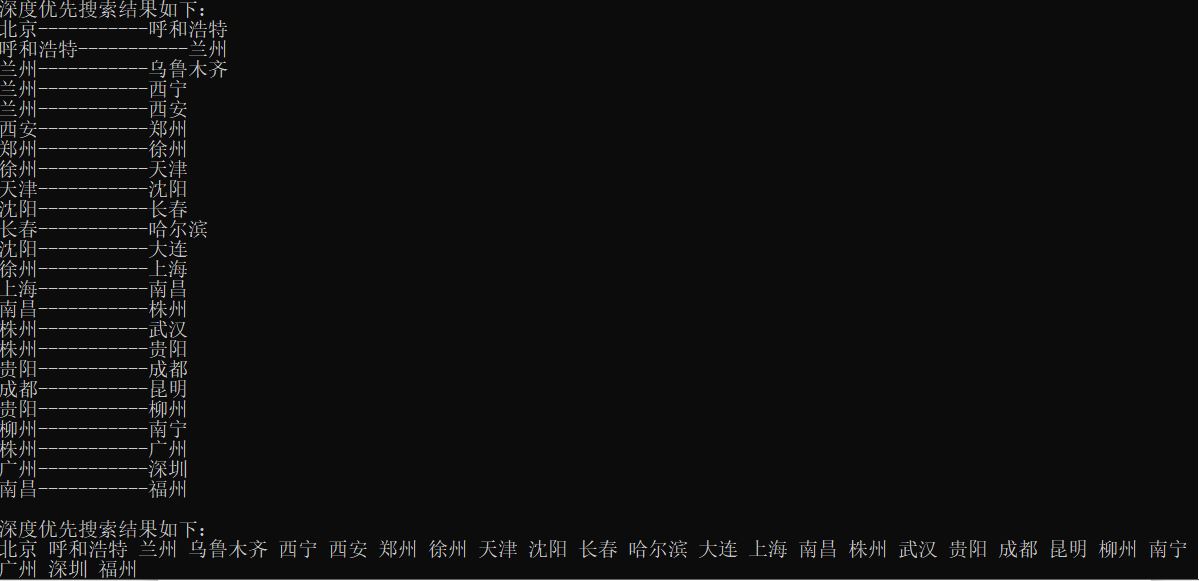 深度优先搜索结果如下:
北京-----------呼和浩特
呼和浩特-----------兰州
兰州-----------乌鲁木齐
兰州-----------西宁
兰州-----------西安
西安-----------郑州
郑州-----------徐州
徐州-----------天津
天津-----------沈阳
沈阳-----------长春
长春-----------哈尔滨
沈阳-----------大连
徐州-----------上海
上海-----------南昌
南昌-----------株州
株州-----------武汉
株州-----------贵阳
贵阳-----------成都
成都-----------昆明
贵阳-----------柳州
柳州-----------南宁
株州-----------广州
广州-----------深圳
南昌-----------福州
深度优先搜索结果如下:
北京 呼和浩特 兰州 乌鲁木齐 西宁 西安 郑州 徐州 天津 沈阳 长春 哈尔滨 大连 上海 南昌 株州 武汉 贵阳 成都 昆明 柳州 南宁
广州 深圳 福州